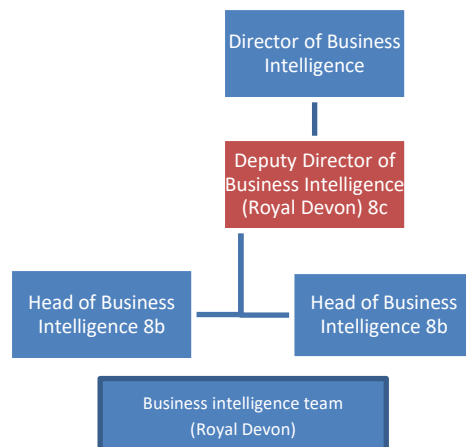 Director of Business
Intelligence
Deputy Director of
Business Intelligence
(Royal Devon) 8c
Head of Business
Intelligence 8b
Head of Business
Intelligence 8b
Business intelligence team
(Royal Devon)